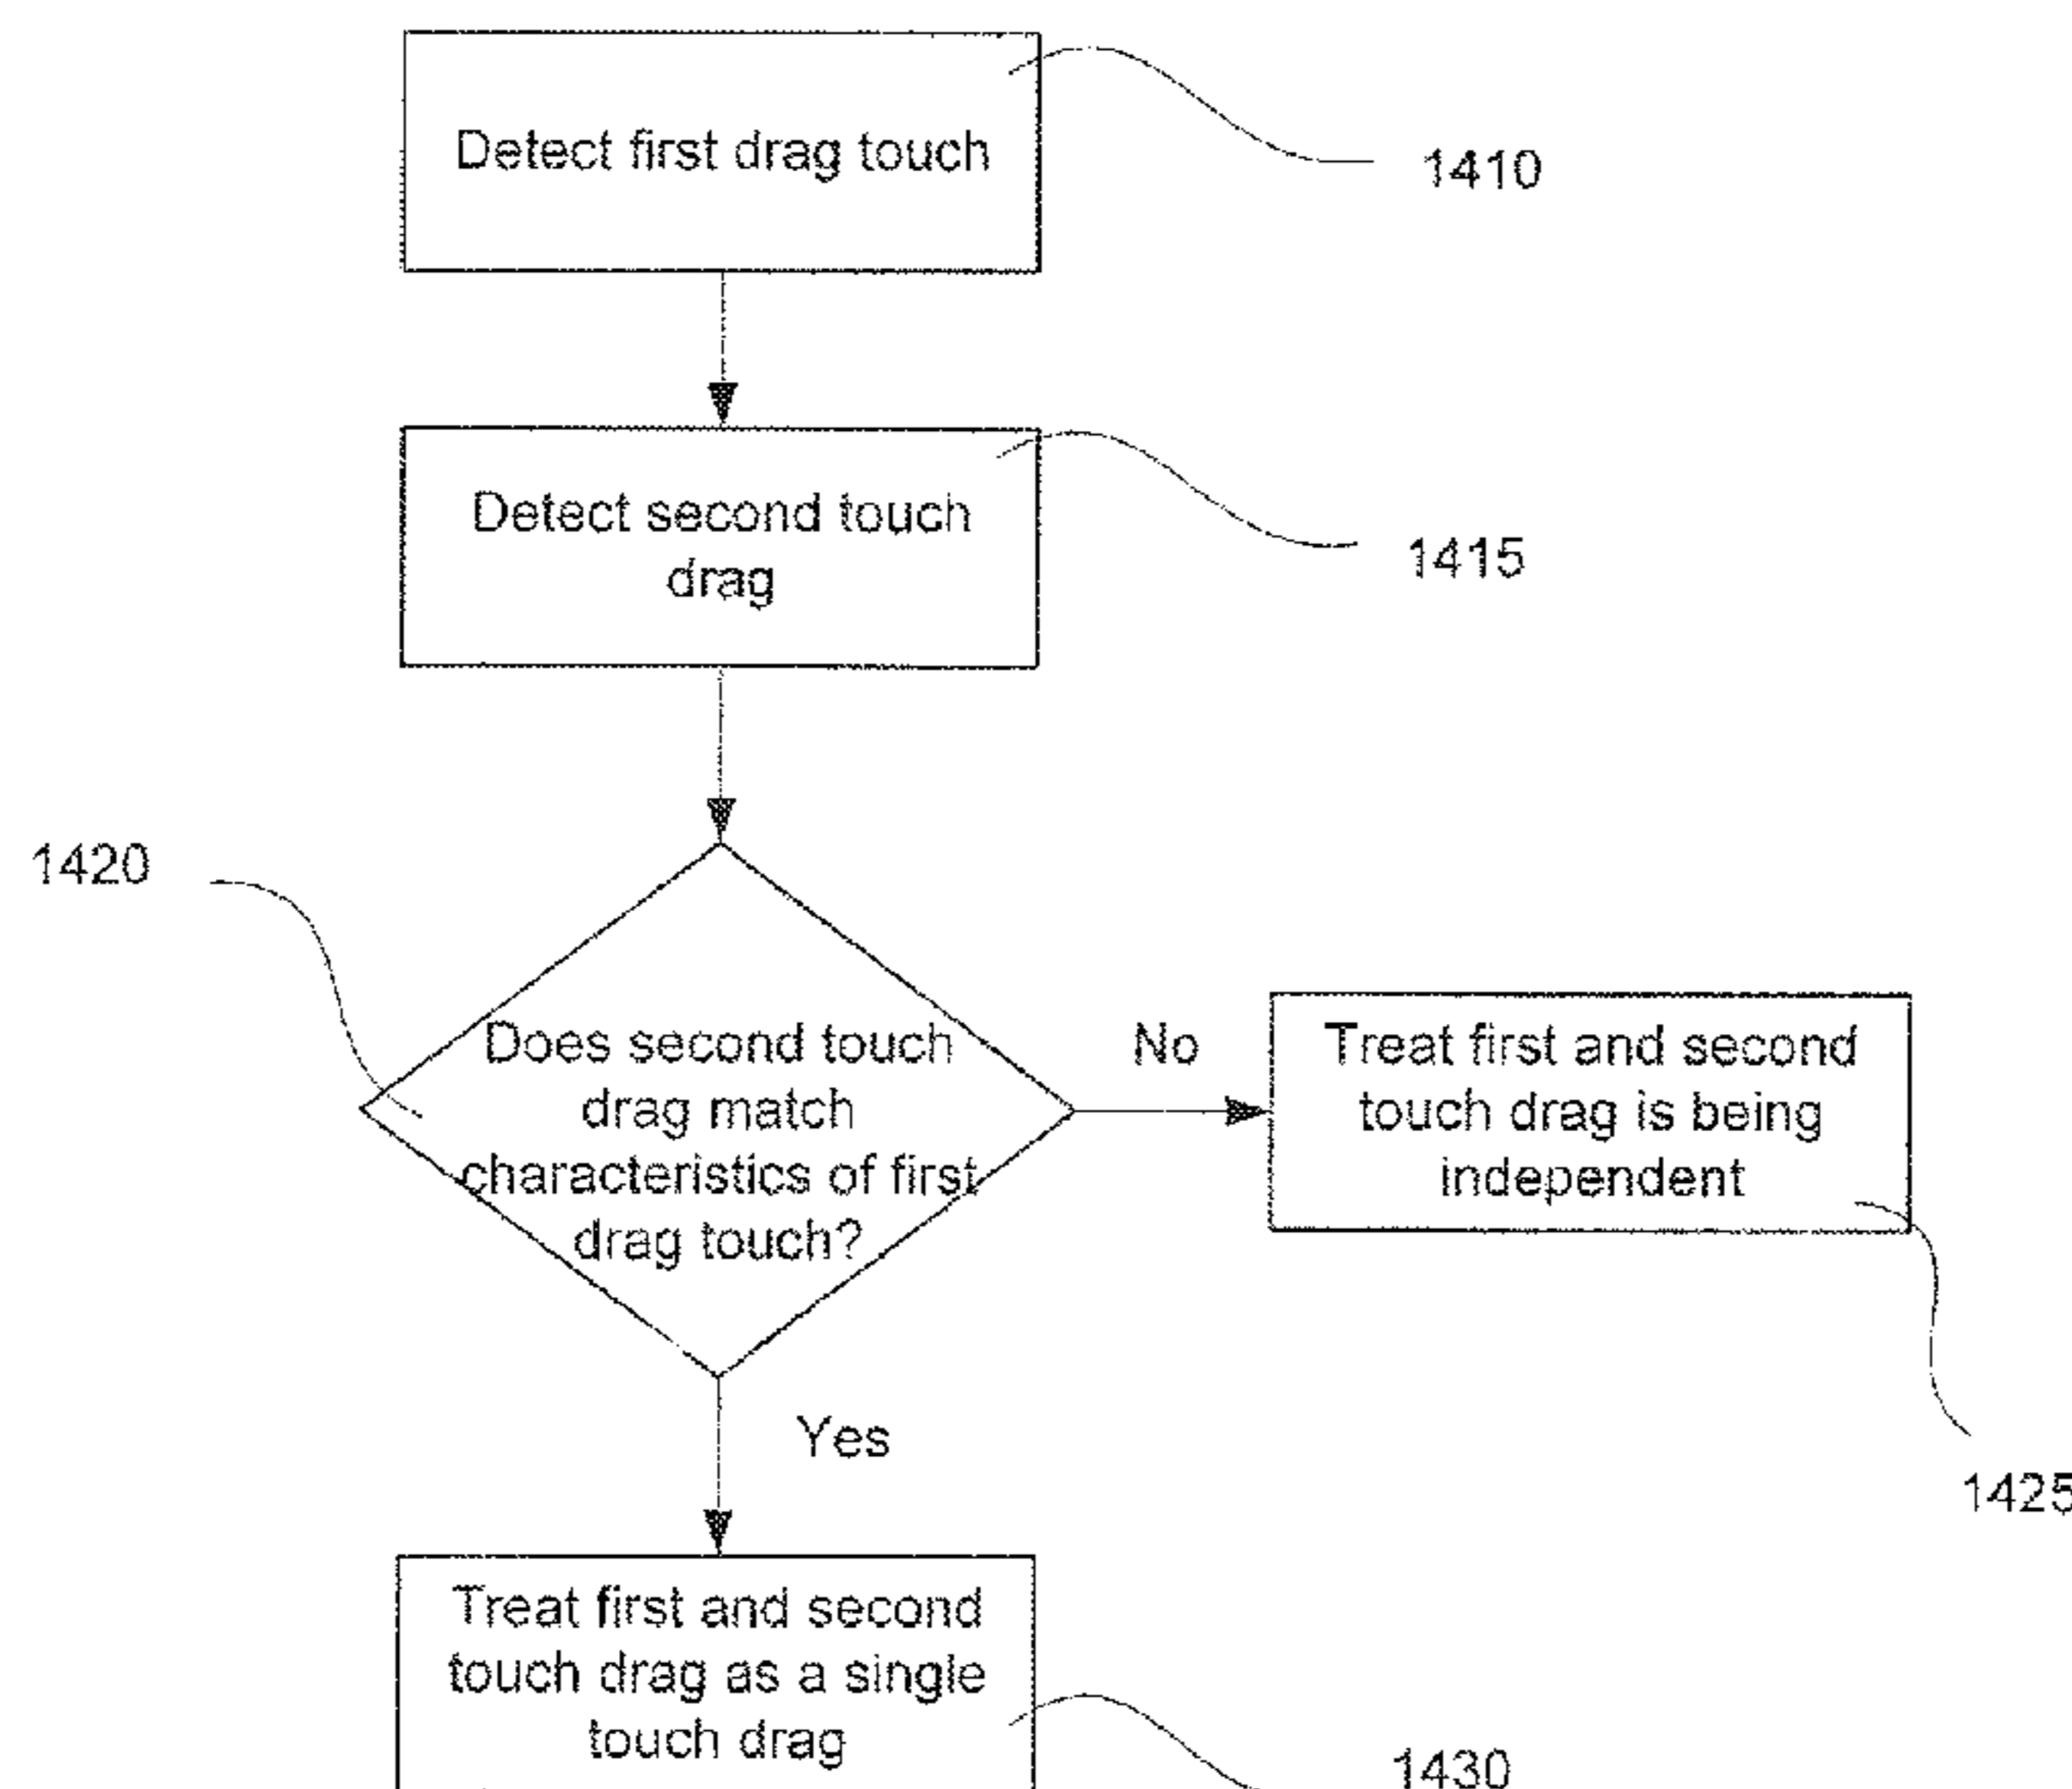 Detect first drag touch
1410
Detect second touch
drag
1415
1420
Does second touch
drag match
characteristics of first
drag touch?
No
Treat first and second
touch drag is being
independent
1425
Yes
Treat first and second
touch drag as a single
touch drag
1430